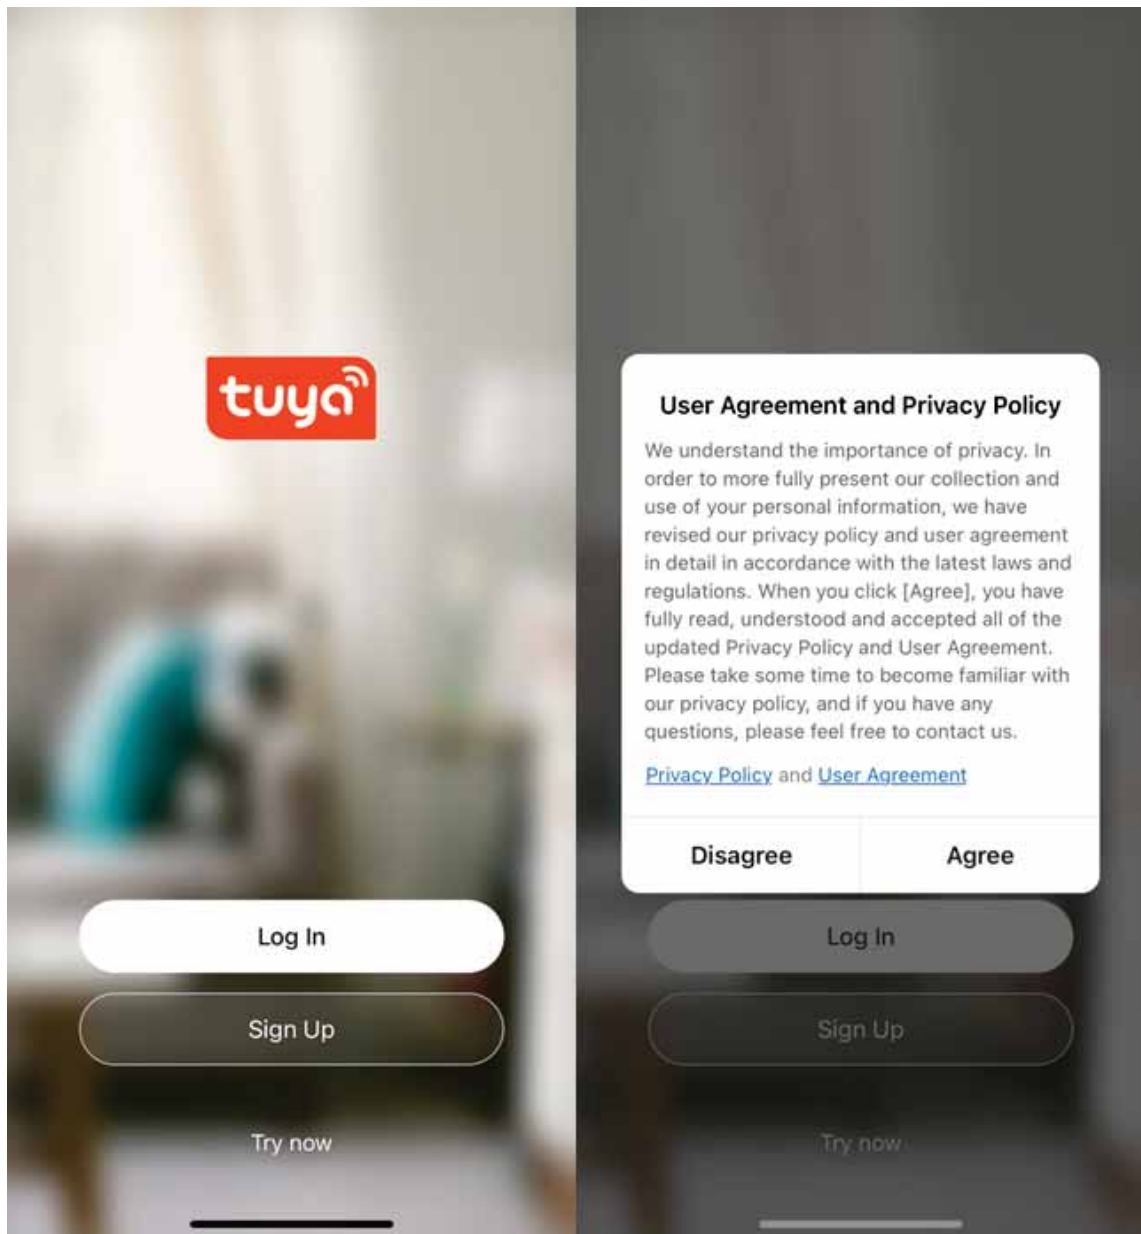 tuya
Log In
Sign Up
Try now
User Agreement and Privacy Policy
We understand the importance of privacy. In
order to more fully present our collection and
use of your personal information, we have
revised our privacy policy and user agreement
in detail in accordance with the latest laws and
regulations. When you click [Agree], you have
fully read, understood and accepted all of the
updated Privacy Policy and User Agreement.
Please take some time to become familiar with
our privacy policy, and if you have any
questions, please feel free to contact us.
Privacy Policy and User Agreement
Disagree Agree
Log In
Sign Up
Try now